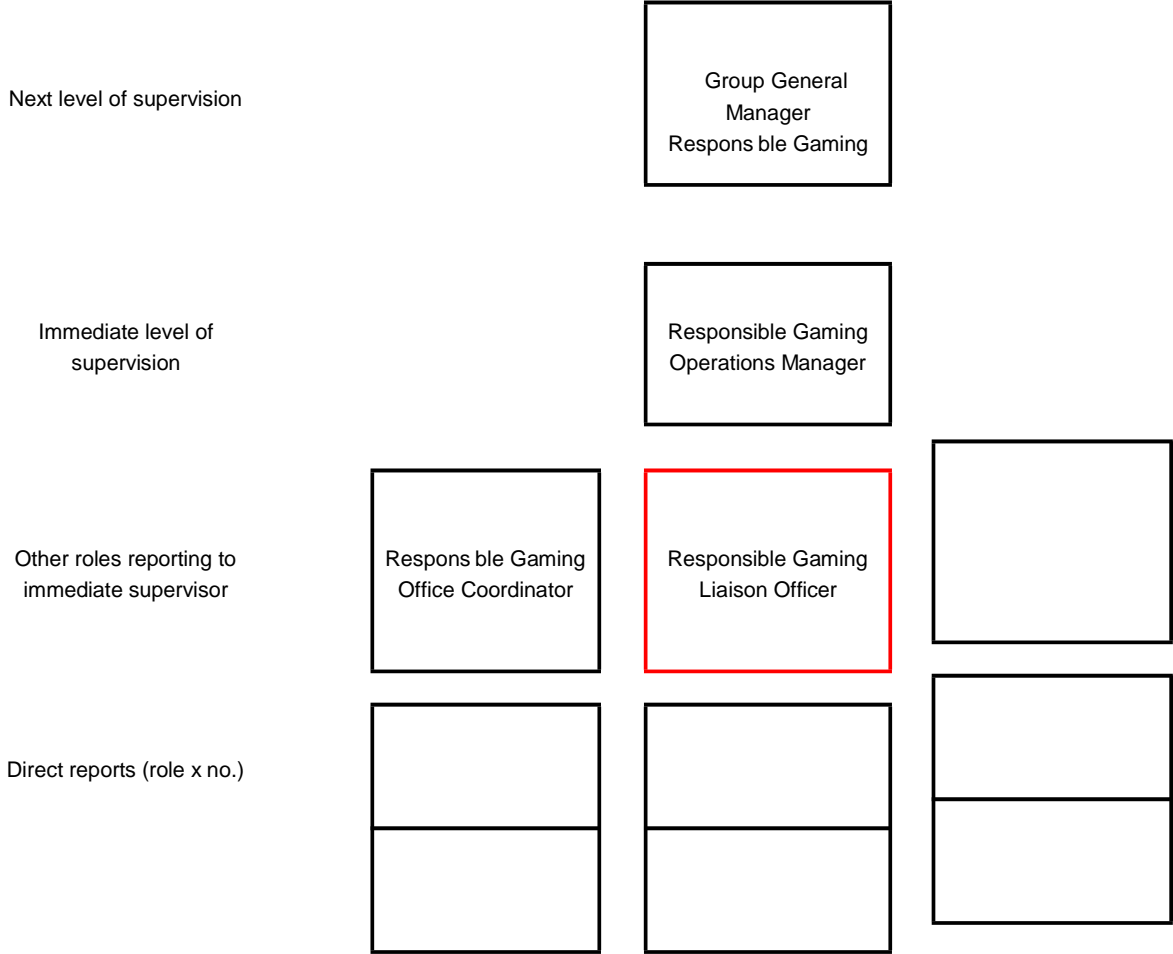 Next level of supervision
Group General
Manager
Respons ble Gaming
Immediate level of
supervision
Responsible Gaming
Operations Manager
Other roles reporting to
immediate supervisor
Respons ble Gaming
Office Coordinator
Responsible Gaming
Liaison Officer
Direct reports (role x no.)